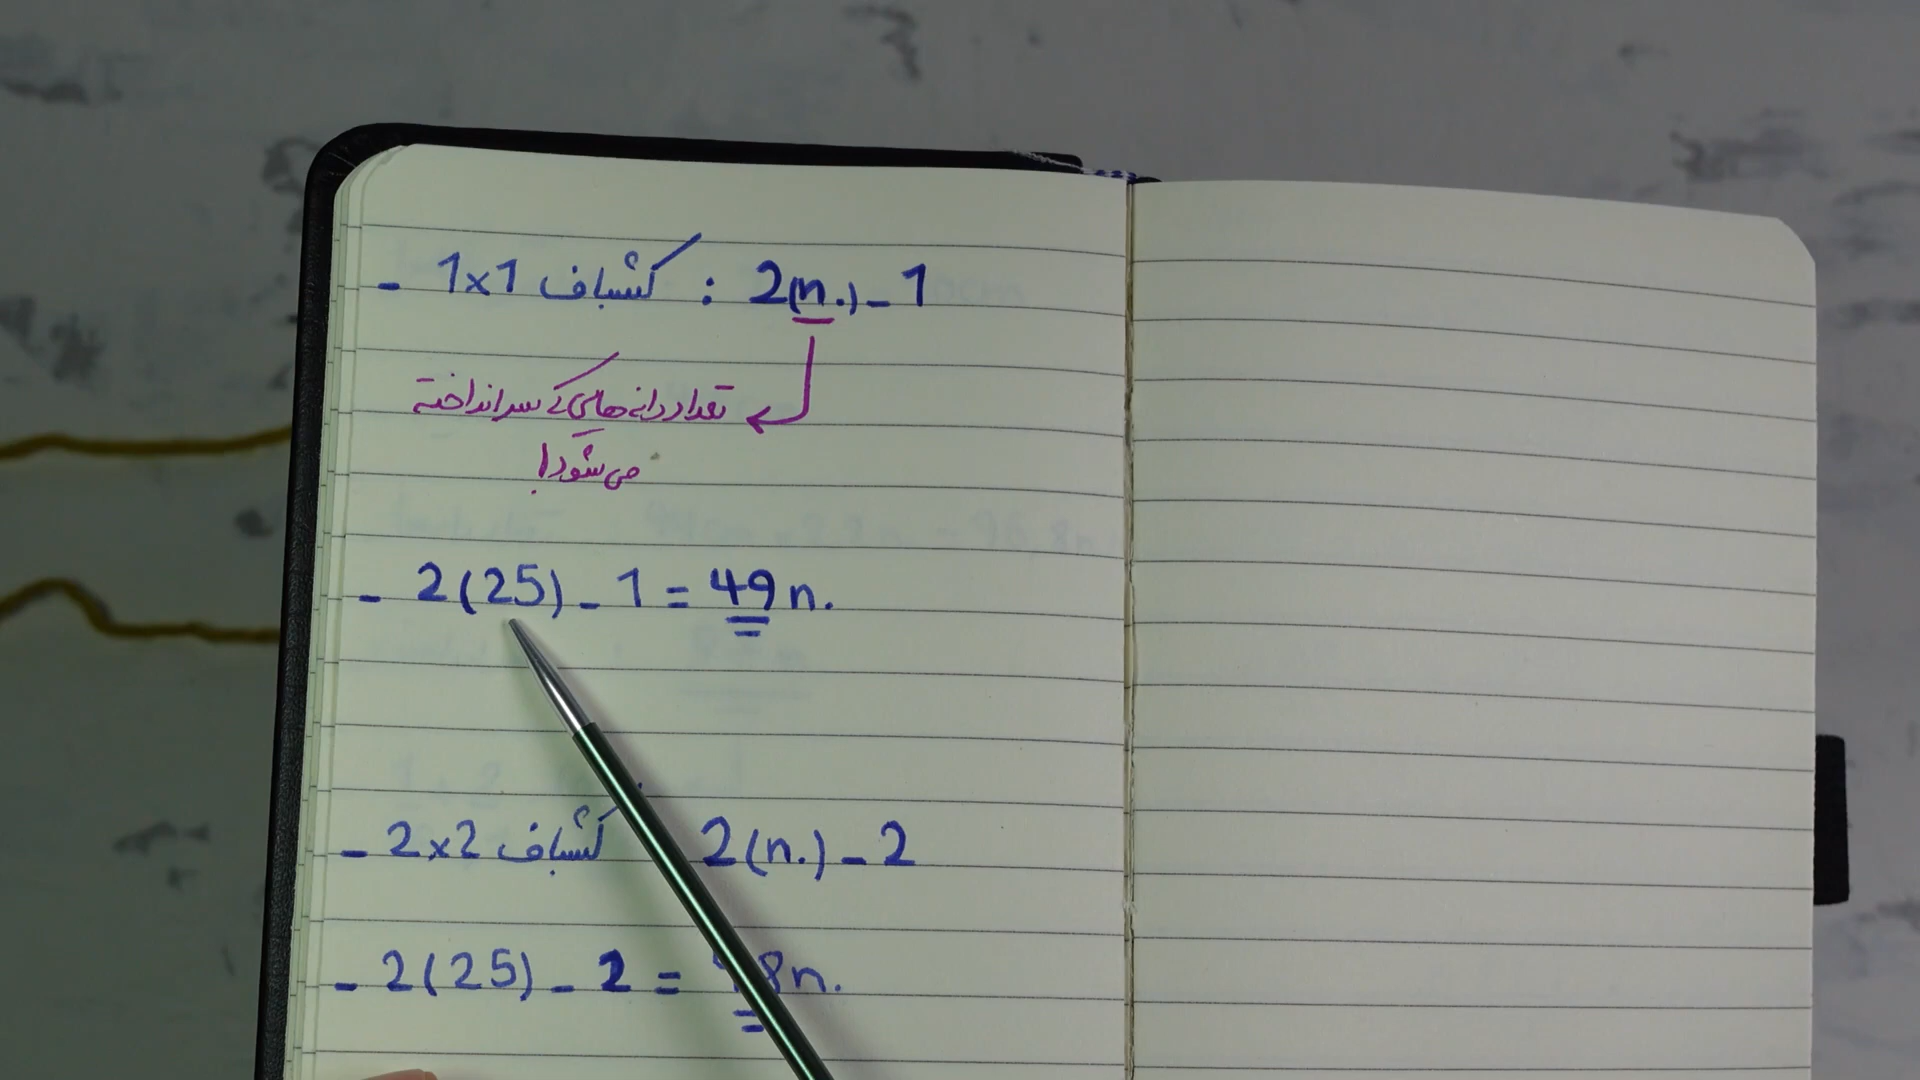 - 1x1 کشباف : 2(n.) - 1
تعداد دانه هایی که سر انداخته
می شود!
- 2(25) - 1 = 49 n.
- 2x2 کشباف 2(n.) - 2
- 2(25) - 2 = 8n.